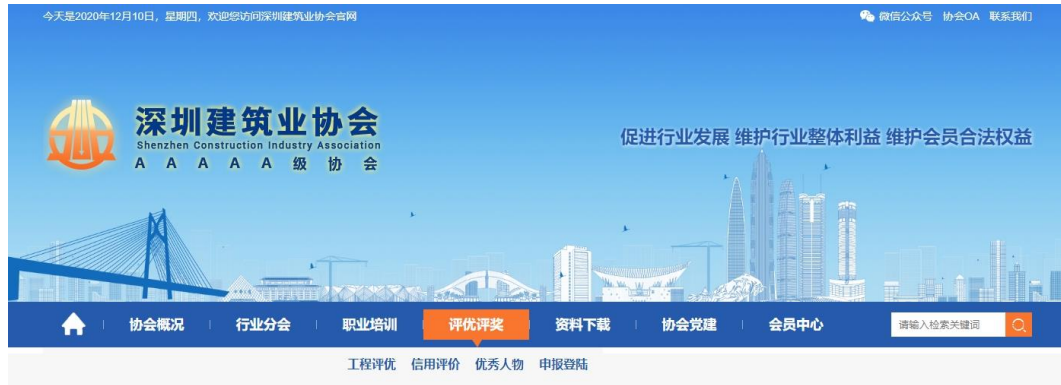 今天是2020年12月10日，星期四，欢迎您访问深圳建筑业协会官网
微信公众号 协会OA 联系我们
深圳建筑业协会
Shenzhen Construction Industry Association
A A A A A 级 协 会
促进行业发展 维护行业整体利益 维护会员合法权益
协会概况 行业分会 职业培训 评优评奖 资料下载 协会党建 会员中心 请输入检索关键词
工程评优 信用评价 优秀人物 申报登陆